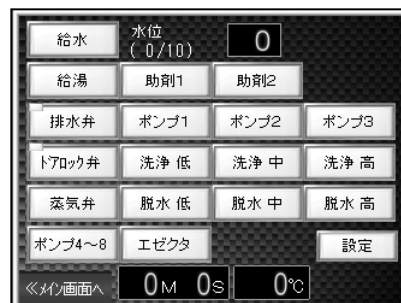 給水 水位 0
( 0/10)
給湯 助剤1 助剤2
排水弁 ポンプ1 ポンプ2 ポンプ3
ドアロック弁 洗浄 低 洗浄 中 洗浄 高
蒸気弁 脱水 低 脱水 中 脱水 高
ポンプ4~8 エゼクタ 設定
≪メイン画面へ 0M 0S 0℃